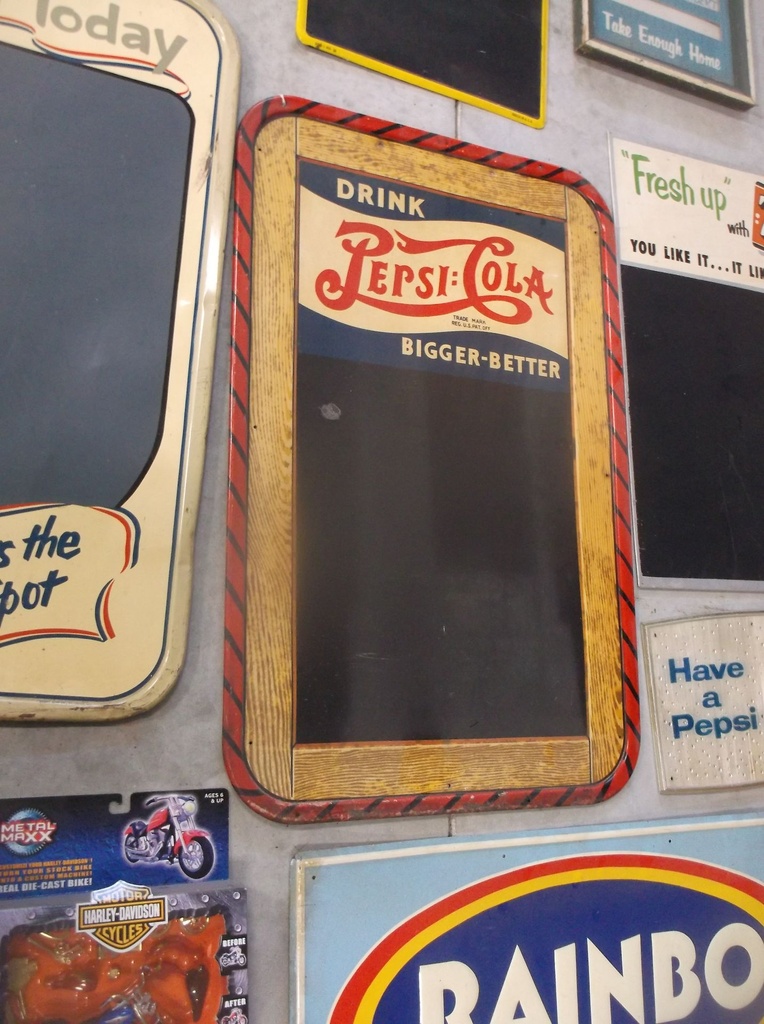 Today
Take Enough Home
DRINK
PEPSI:COLA
TRADE MARK
REG. U.S. PAT. OFF.
BIGGER-BETTER
"Fresh up"
with
YOU LIKE IT...IT
the
Have
a
Pepsi
METAL
MAXX
AGES 6
& UP
REAL DIE-CAST BIKE!
MOTOR
HARLEY-DAVIDSON
CYCLES
BEFORE
AFTER
RAINBO